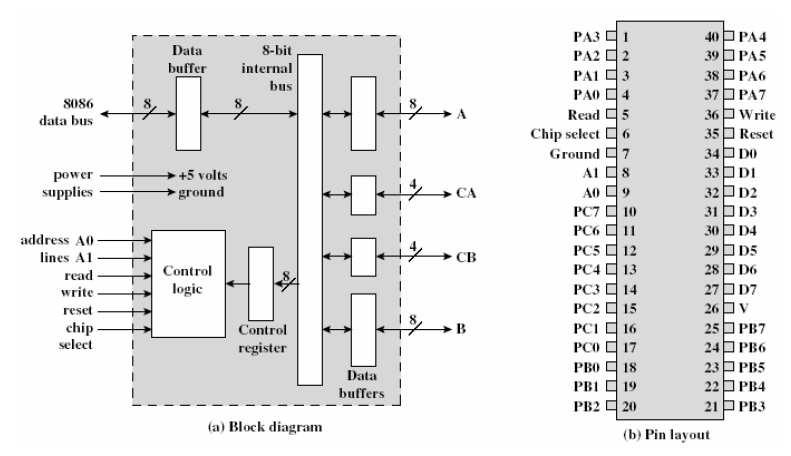 Data
buffer
8-bit
internal
bus
8086
data bus
8
8
8
A
power
supplies
+5 volts
ground
4
CA
address A0
lines A1
read
write
reset
chip
select
Control
logic
8
Control
register
4
CB
8
B
Data
buffers
(a) Block diagram
PA3 1 40 PA4
PA2 2 39 PA5
PA1 3 38 PA6
PA0 4 37 PA7
Read 5 36 Write
Chip select 6 35 Reset
Ground 7 34 D0
A1 8 33 D1
A0 9 32 D2
PC7 10 31 D3
PC6 11 30 D4
PC5 12 29 D5
PC4 13 28 D6
PC3 14 27 D7
PC2 15 26 V
PC1 16 25 PB7
PC0 17 24 PB6
PB0 18 23 PB5
PB1 19 22 PB4
PB2 20 21 PB3
(b) Pin layout